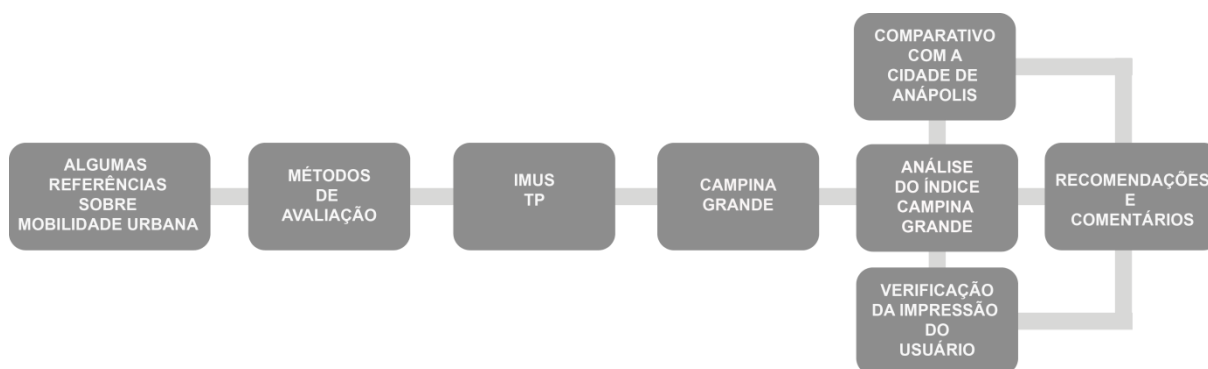 ALGUMAS
REFERÊNCIAS
SOBRE
MOBILIDADE URBANA
MÉTODOS
DE
AVALIAÇÃO
IMUS
TP
CAMPINA
GRANDE
COMPARATIVO
COM A
CIDADE DE
ANÁPOLIS
ANÁLISE
DO ÍNDICE
CAMPINA
GRANDE
VERIFICAÇÃO
DA IMPRESSÃO
DO
USUÁRIO
RECOMENDAÇÕES
E
COMENTÁRIOS